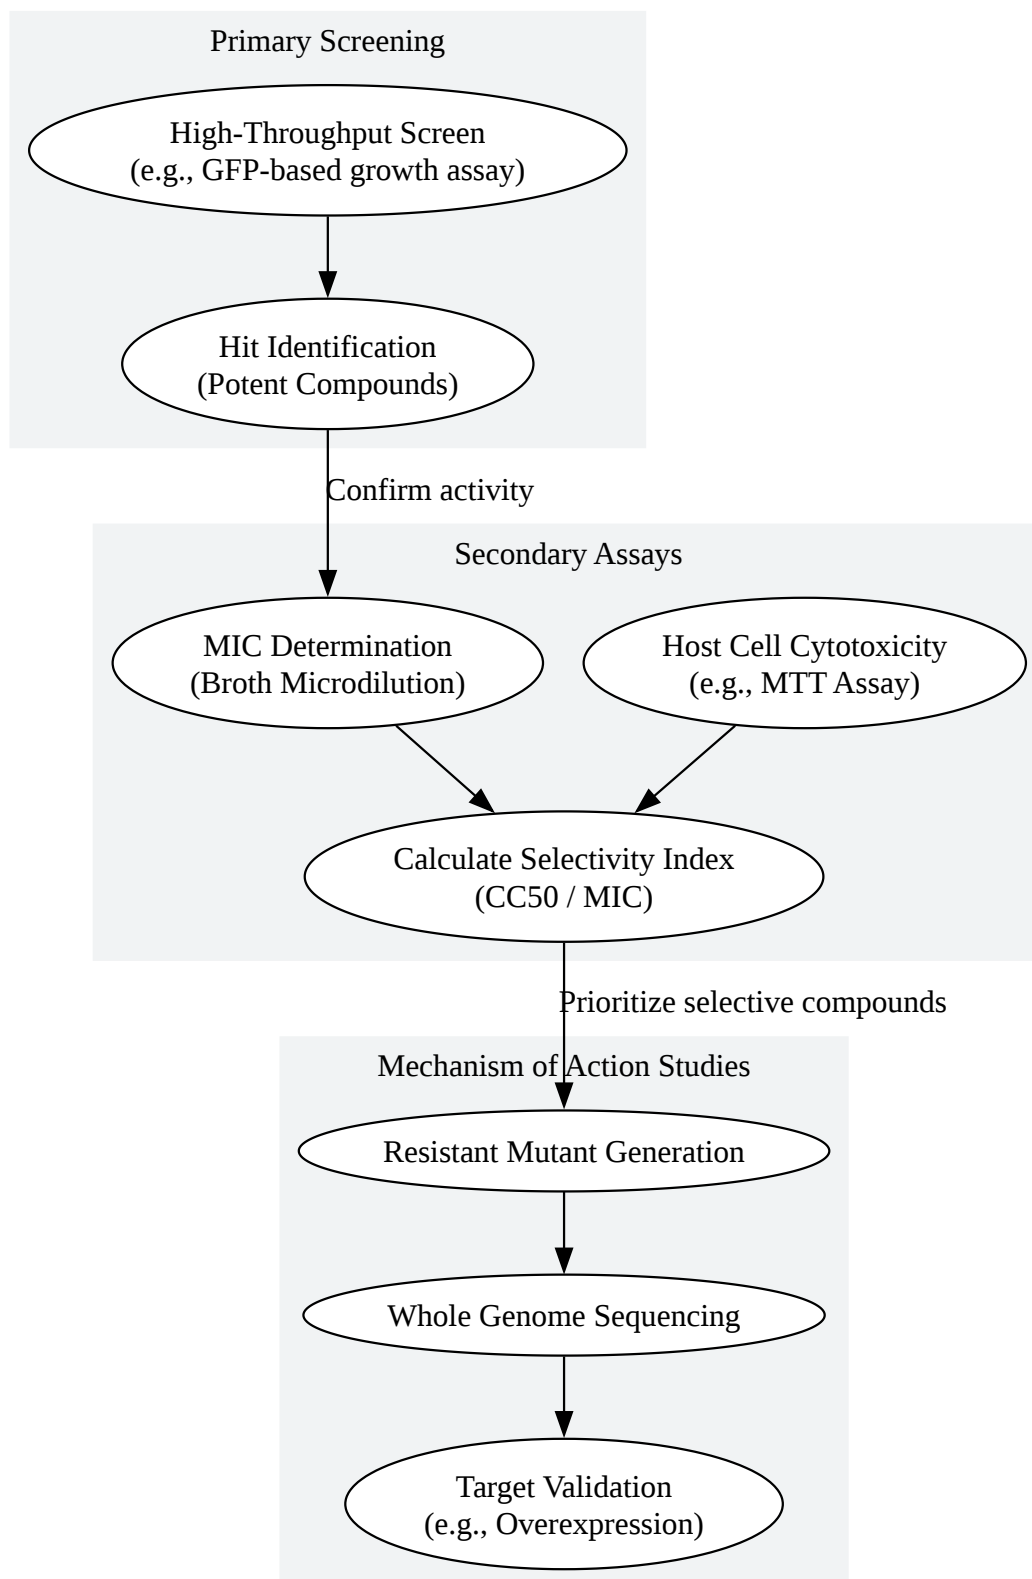 Primary Screening
High-Throughput Screen
(e.g., GFP-based growth assay)
Hit Identification
(Potent Compounds)
Confirm activity
Secondary Assays
MIC Determination
(Broth Microdilution)
Host Cell Cytotoxicity
(e.g., MTT Assay)
Calculate Selectivity Index
(CC50 / MIC)
Prioritize selective compounds
Mechanism of Action Studies
Resistant Mutant Generation
Whole Genome Sequencing
Target Validation
(e.g., Overexpression)